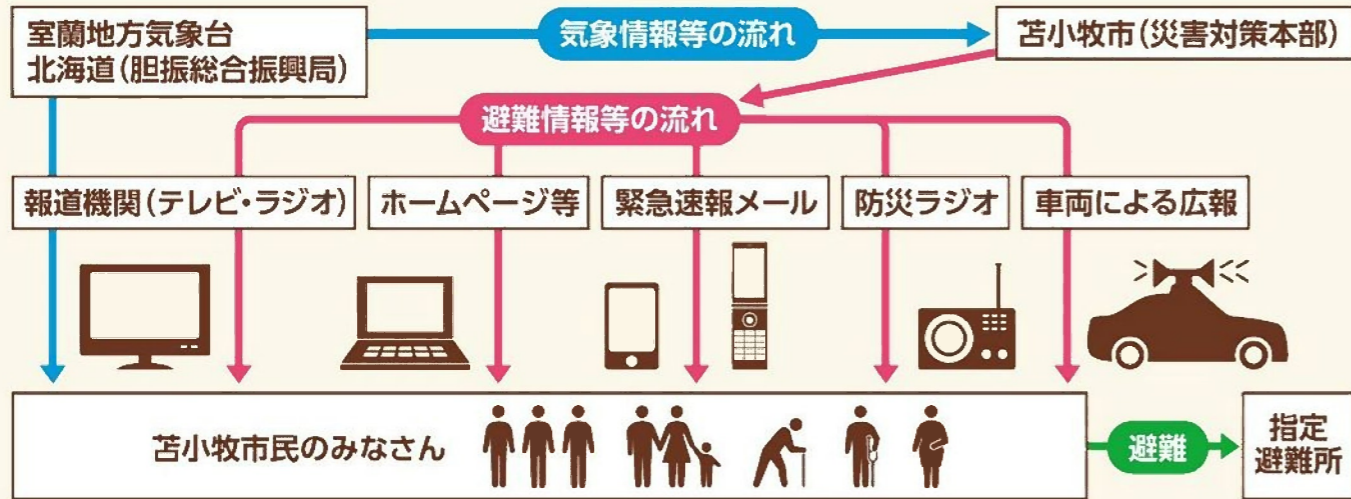 室蘭地方気象台
北海道(胆振総合振興局)
気象情報等の流れ
苫小牧市(災害対策本部)
避難情報等の流れ
報道機関(テレビ・ラジオ)
ホームページ等
緊急速報メール
防災ラジオ
車両による広報
苫小牧市民のみなさん
避難
指定
避難所